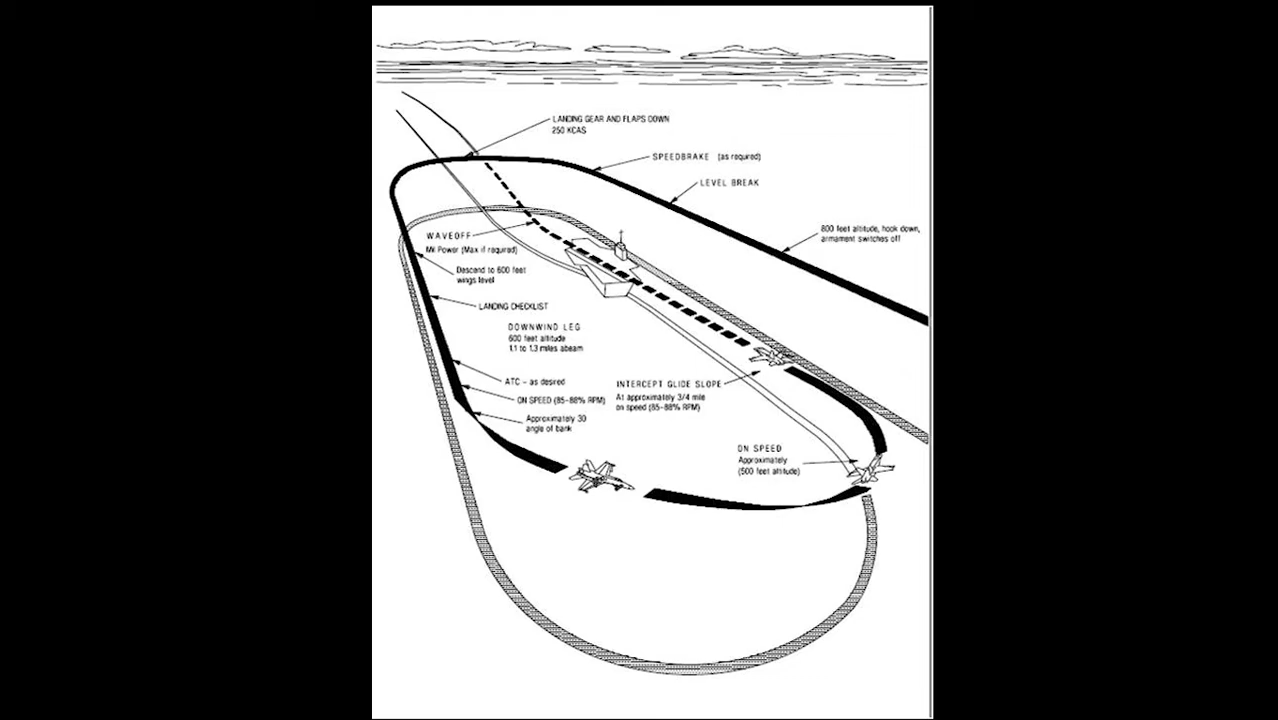 LANDING GEAR AND FLAPS DOWN
250 KCAS
SPEEDBRAKE (as required)
LEVEL BREAK
800 feet altitude, hook down,
armament switches off
WAVEOFF
Mil Power (Max if required)
Descend to 600 feet
wings level
LANDING CHECKLIST
DOWNWIND LEG
600 feet altitude
1.1 to 1.3 miles abeam
ATC – as desired
ON SPEED (85–88% RPM)
Approximately 30
angle of bank
INTERCEPT GLIDE SLOPE
At approximately 3/4 mile
on speed (85–88% RPM)
ON SPEED
Approximately
(500 feet altitude)